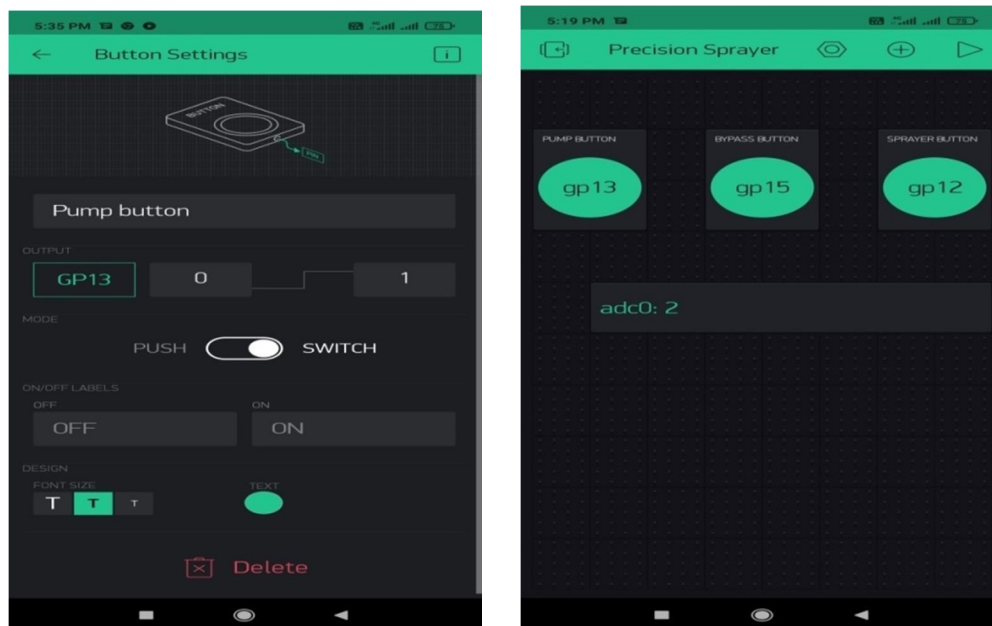 5:35 PM
Button Settings
BUTTON
PIN
Pump button
OUTPUT
GP13 0 1
MODE
PUSH SWITCH
ON/OFF LABELS
OFF ON
OFF ON
DESIGN
FONT SIZE TEXT
T T T
Delete
5:19 PM
Precision Sprayer
PUMP BUTTON BYPASS BUTTON SPRAYER BUTTON
gp13 gp15 gp12
adc0: 2